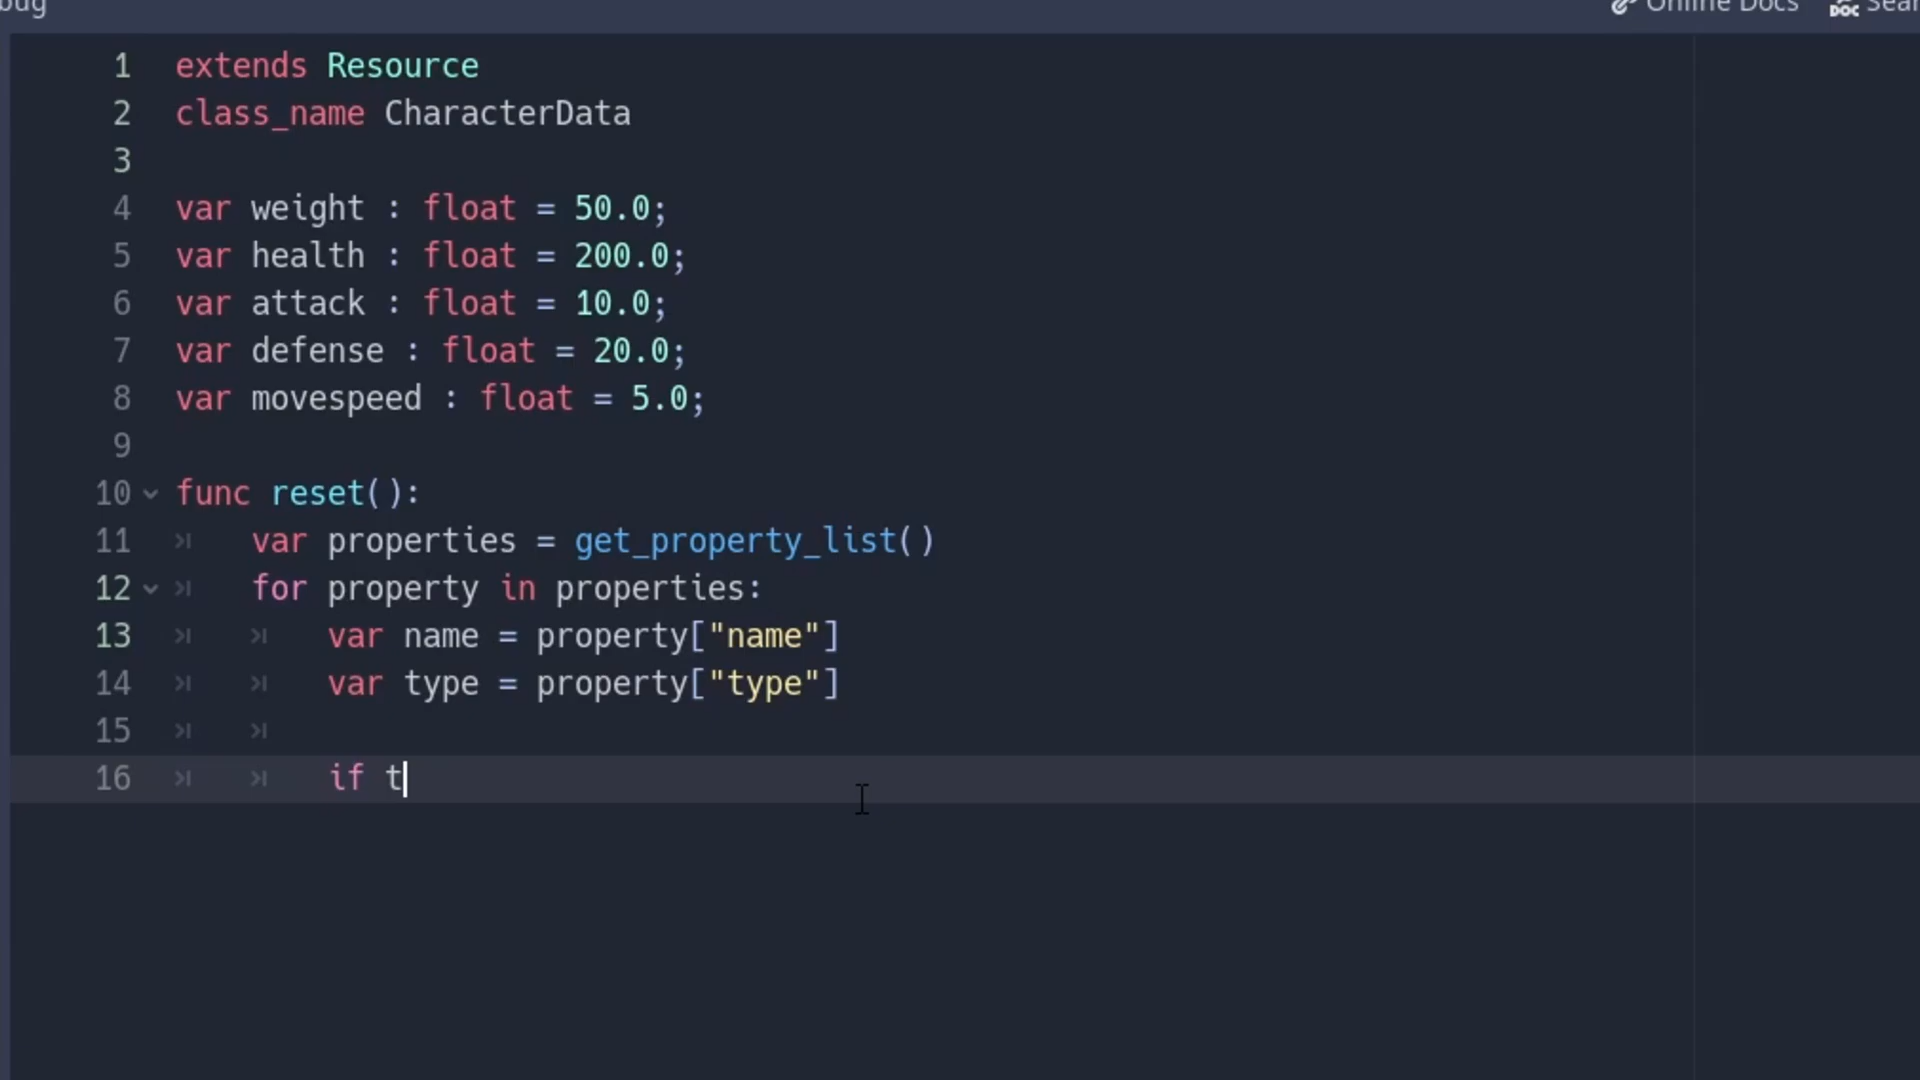 bug
Online Docs
1 extends Resource
2 class_name CharacterData
3
4 var weight : float = 50.0;
5 var health : float = 200.0;
6 var attack : float = 10.0;
7 var defense : float = 20.0;
8 var movespeed : float = 5.0;
9
10 func reset():
11 var properties = get_property_list()
12 for property in properties:
13 var name = property["name"]
14 var type = property["type"]
15
16 if t